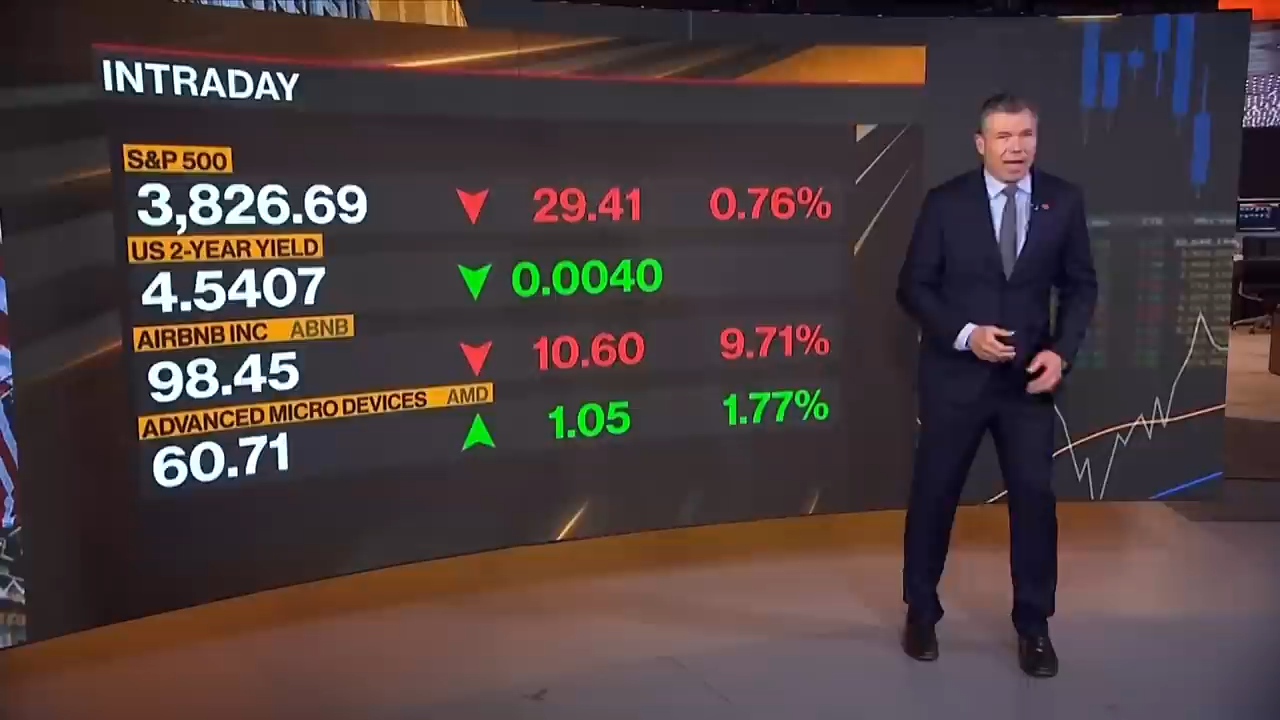 INTRADAY
S&P 500
3,826.69 29.41 0.76%
US 2-YEAR YIELD
4.5407 0.0040
AIRBNB INC ABNB
98.45 10.60 9.71%
ADVANCED MICRO DEVICES AMD
60.71 1.05 1.77%